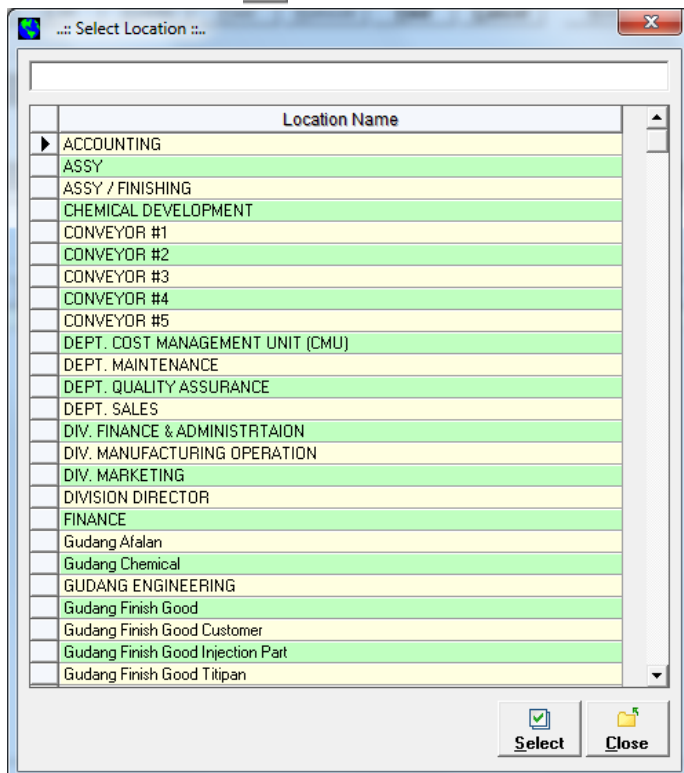 ..:: Select Location ::..
Location Name
ACCOUNTING
ASSY
ASSY / FINISHING
CHEMICAL DEVELOPMENT
CONVEYOR #1
CONVEYOR #2
CONVEYOR #3
CONVEYOR #4
CONVEYOR #5
DEPT. COST MANAGEMENT UNIT (CMU)
DEPT. MAINTENANCE
DEPT. QUALITY ASSURANCE
DEPT. SALES
DIV. FINANCE & ADMINISTRTAION
DIV. MANUFACTURING OPERATION
DIV. MARKETING
DIVISION DIRECTOR
FINANCE
Gudang Afalan
Gudang Chemical
GUDANG ENGINEERING
Gudang Finish Good
Gudang Finish Good Customer
Gudang Finish Good Injection Part
Gudang Finish Good Titipan
Select Close